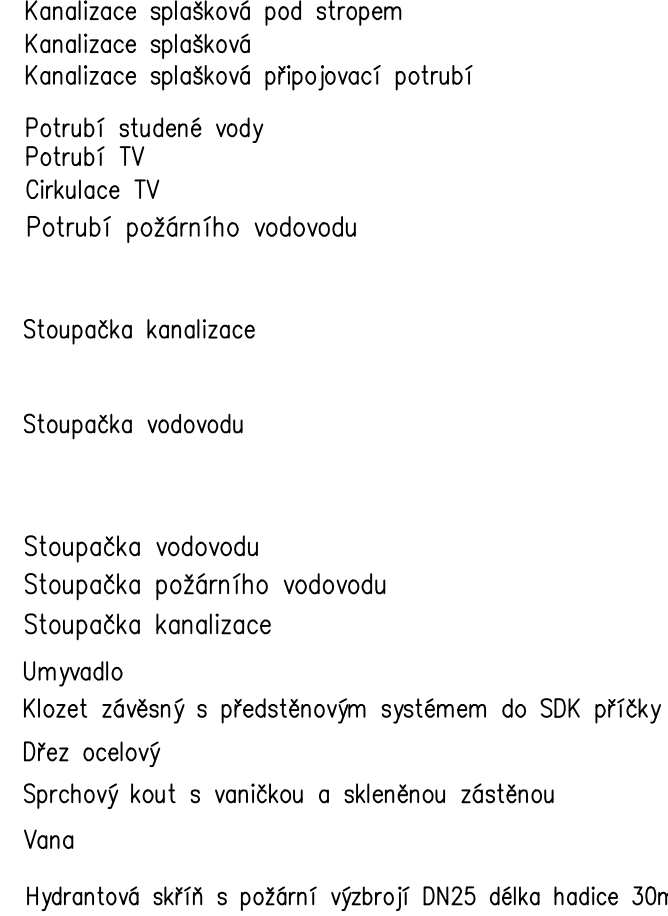 Kanalizace splašková pod stropem
Kanalizace splašková
Kanalizace splašková připojovací potrubí
Potrubí studené vody
Potrubí TV
Cirkulace TV
Potrubí požárního vodovodu
Stoupačka kanalizace
Stoupačka vodovodu
Stoupačka vodovodu
Stoupačka požárního vodovodu
Stoupačka kanalizace
Umyvadlo
Klozet závěsný s předstěnovým systémem do SDK příčky
Dřez ocelový
Sprchový kout s vaničkou a skleněnou zástěnou
Vana
Hydrantová skříň s požární výzbrojí DN25 délka hadice 30m